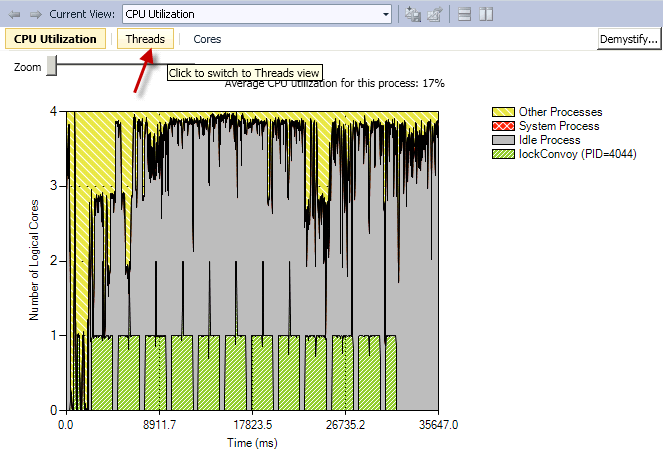 Current View: CPU Utilization
CPU Utilization Threads Cores Demystify...
Zoom
Click to switch to Threads view
Average CPU utilization for this process: 17%
4
3
2
1
0
Number of Logical Cores
0.0 8911.7 17823.5 26735.2 35647.0
Time (ms)
Other Processes
System Process
Idle Process
lockConvoy (PID=4044)